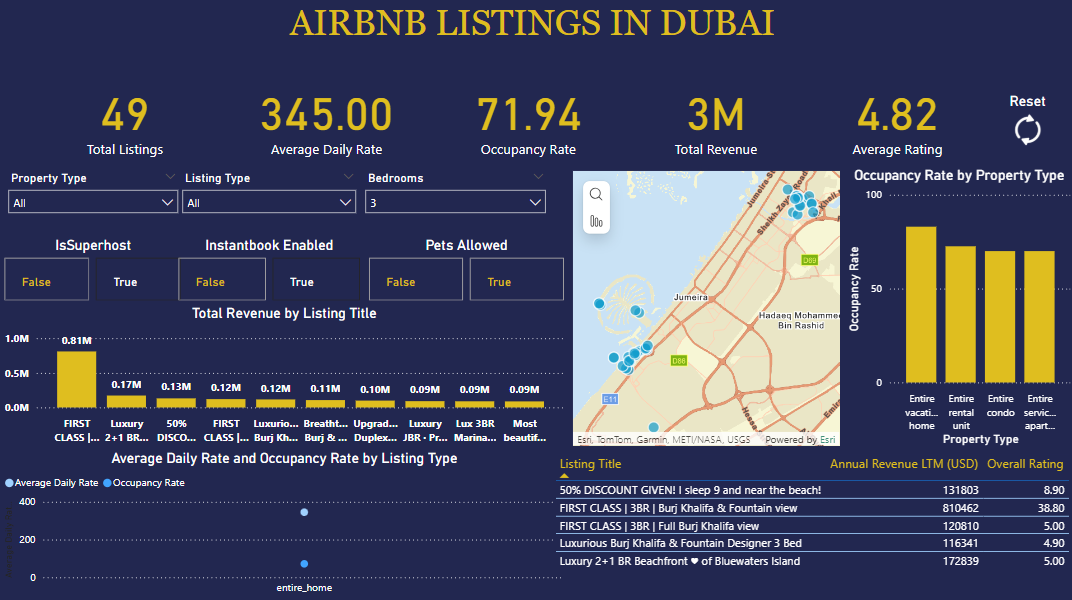 AIRBNB LISTINGS IN DUBAI
49
Total Listings
345.00
Average Daily Rate
71.94
Occupancy Rate
3M
Total Revenue
4.82
Average Rating
Reset
Property Type
All
Listing Type
All
Bedrooms
3
IsSuperhost
False
True
Instantbook Enabled
False
True
Pets Allowed
False
True
Total Revenue by Listing Title
1.0M
0.5M
0.0M
0.81M
0.17M
0.13M
0.12M
0.12M
0.11M
0.10M
0.09M
0.09M
0.09M
FIRST
CLASS |...
Luxury
2+1 BR...
50%
DISCO...
FIRST
CLASS |...
Luxurio...
Burj Kh...
Breatht...
Burj & ...
Upgrad...
Duplex...
Luxury
JBR - Pr...
Lux 3BR
Marina...
Most
beautif...
Average Daily Rate and Occupancy Rate by Listing Type
Average Daily Rate
Occupancy Rate
400
200
0
entire_home
Jumeira-S
Sheikh Zay
Road
Khail
D89
Jumeira
Hadaeq Mohamme
Bin Rashid
D88
E11
Hess
Emir
Esri, TomTom, Garmin, METI/NASA, USGS
Powered by Esri
Occupancy Rate by Property Type
Occupancy Rate
100
50
0
Entire
vacati...
home
Entire
rental
unit
Entire
condo
Entire
servic...
apart...
Property Type
Listing Title Annual Revenue LTM (USD) Overall Rating
50% DISCOUNT GIVEN! I sleep 9 and near the beach! 131803 8.90
FIRST CLASS | 3BR | Burj Khalifa & Fountain view 810462 38.80
FIRST CLASS | 3BR | Full Burj Khalifa view 120810 5.00
Luxurious Burj Khalifa & Fountain Designer 3 Bed 116341 4.90
Luxury 2+1 BR Beachfront ♥ of Bluewaters Island 172839 5.00